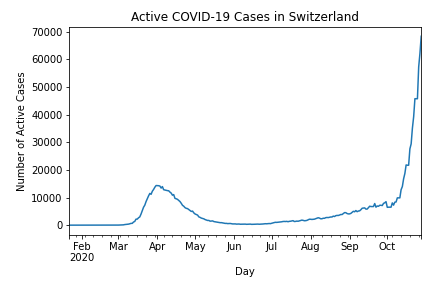 Active COVID-19 Cases in Switzerland
70000
60000
50000
40000
30000
20000
10000
0
Number of Active Cases
Feb Mar Apr May Jun Jul Aug Sep Oct
2020
Day